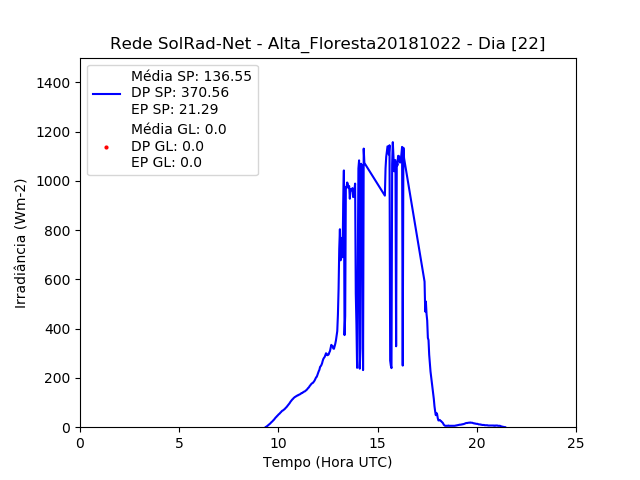 Rede SolRad-Net - Alta_Floresta20181022 - Dia [22]
Média SP: 136.55
DP SP: 370.56
EP SP: 21.29
Média GL: 0.0
DP GL: 0.0
EP GL: 0.0
Irradiância (Wm-2)
1400
1200
1000
800
600
400
200
0
0 5 10 15 20 25
Tempo (Hora UTC)